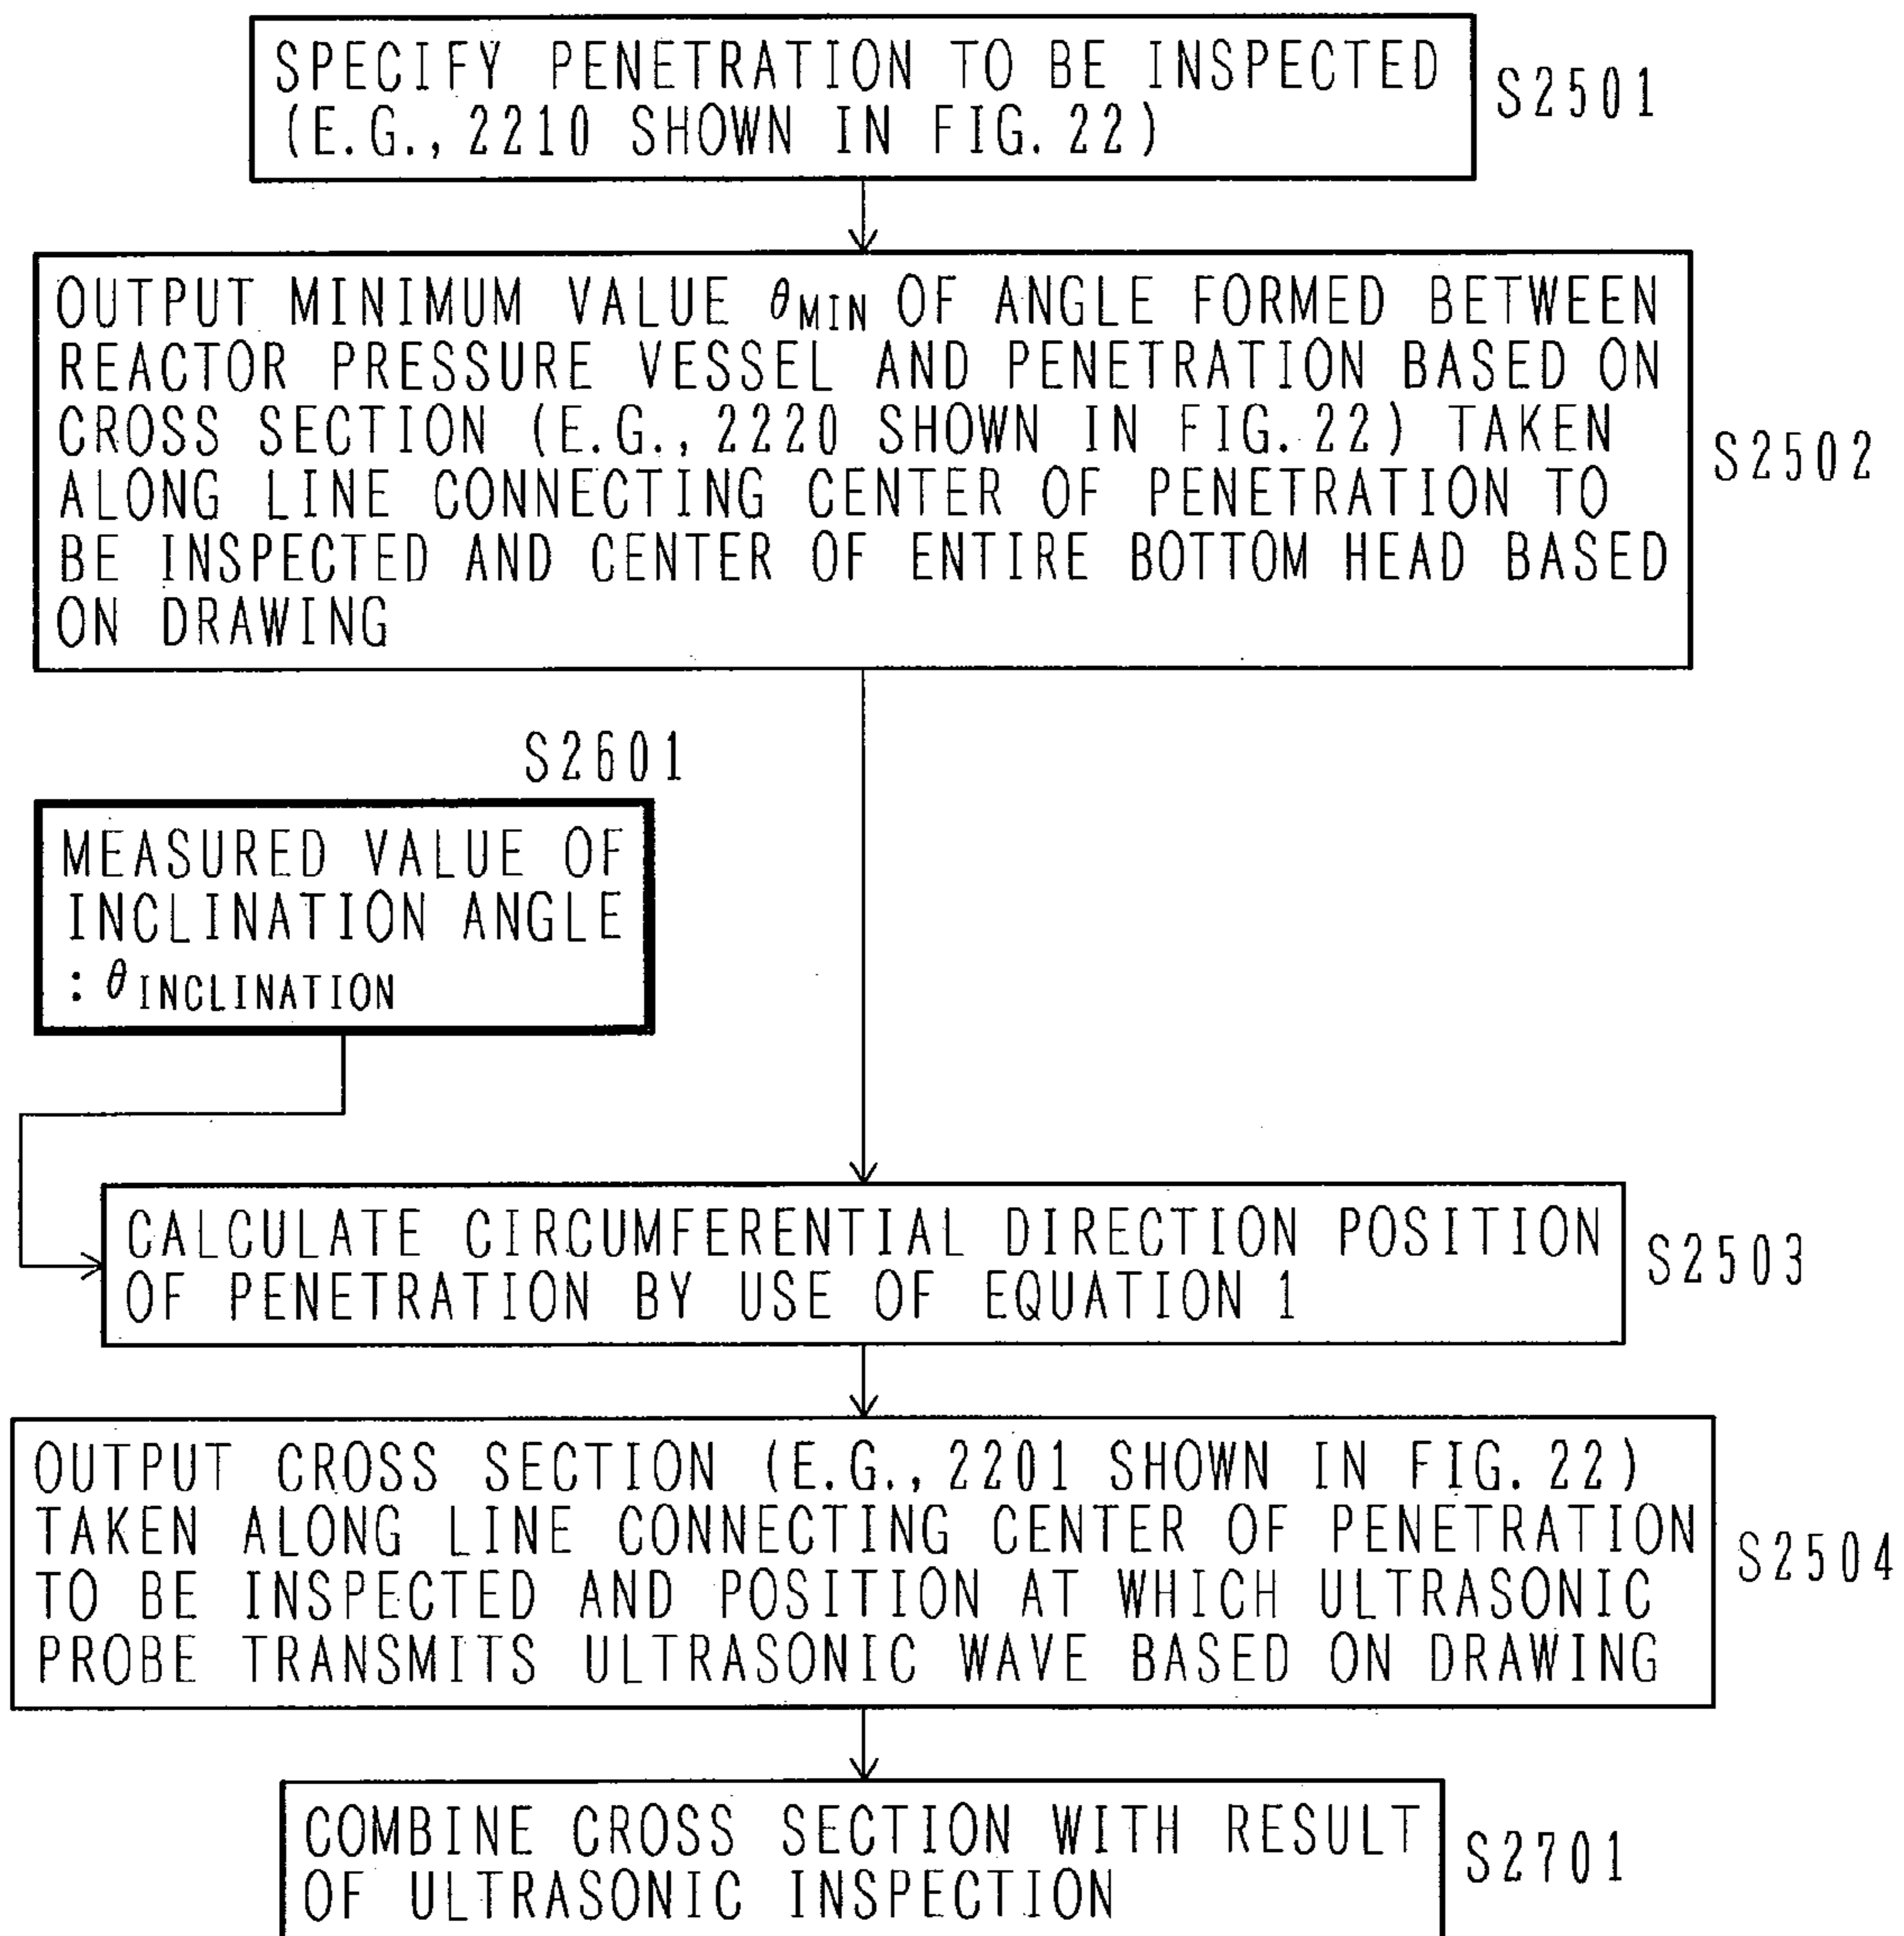 SPECIFY PENETRATION TO BE INSPECTED
(E.G., 2210 SHOWN IN FIG. 22)
S2501
OUTPUT MINIMUM VALUE θMIN OF ANGLE FORMED BETWEEN
REACTOR PRESSURE VESSEL AND PENETRATION BASED ON
CROSS SECTION (E.G., 2220 SHOWN IN FIG. 22) TAKEN
ALONG LINE CONNECTING CENTER OF PENETRATION TO
BE INSPECTED AND CENTER OF ENTIRE BOTTOM HEAD BASED
ON DRAWING
S2502
S2601
MEASURED VALUE OF
INCLINATION ANGLE
: θINCLINATION
CALCULATE CIRCUMFERENTIAL DIRECTION POSITION
OF PENETRATION BY USE OF EQUATION 1
S2503
OUTPUT CROSS SECTION (E.G., 2201 SHOWN IN FIG. 22)
TAKEN ALONG LINE CONNECTING CENTER OF PENETRATION
TO BE INSPECTED AND POSITION AT WHICH ULTRASONIC
PROBE TRANSMITS ULTRASONIC WAVE BASED ON DRAWING
S2504
COMBINE CROSS SECTION WITH RESULT
OF ULTRASONIC INSPECTION
S2701